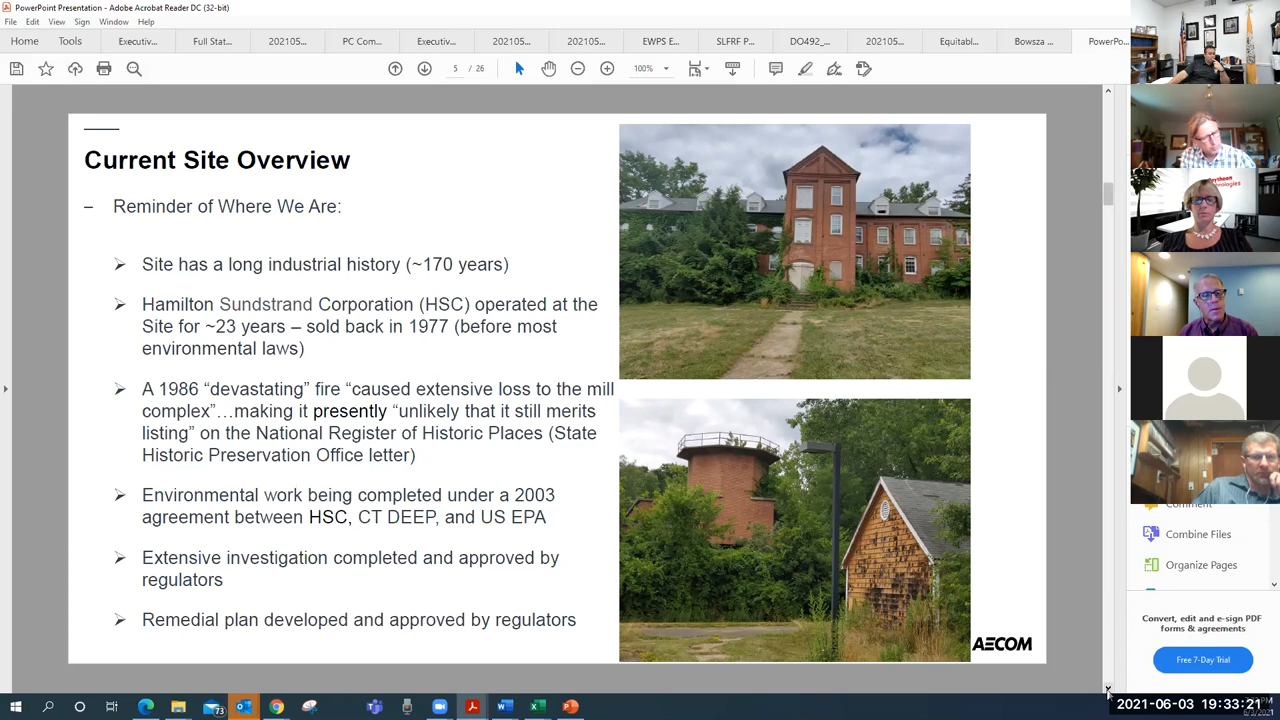 PowerPoint Presentation - Adobe Acrobat Reader DC (32-bit)
File Edit View Sign Window Help
Home Tools Executiv... Full Stat... 202105... PC Com... Executiv... 202105... 202105... EWPS E... SLFRF P... DO492_... 202105... Equitabl... Bowsza ... PowerPo...
5 / 26 100%
Current Site Overview
– Reminder of Where We Are:
➢ Site has a long industrial history (~170 years)
➢ Hamilton Sundstrand Corporation (HSC) operated at the
Site for ~23 years – sold back in 1977 (before most
environmental laws)
➢ A 1986 “devastating” fire “caused extensive loss to the mill
complex”…making it presently “unlikely that it still merits
listing” on the National Register of Historic Places (State
Historic Preservation Office letter)
➢ Environmental work being completed under a 2003
agreement between HSC, CT DEEP, and US EPA
➢ Extensive investigation completed and approved by
regulators
➢ Remedial plan developed and approved by regulators
AECOM
Comment
Combine Files
Organize Pages
Convert, edit and e-sign PDF
forms & agreements
Free 7-Day Trial
73
2021-06-03 19:33:21